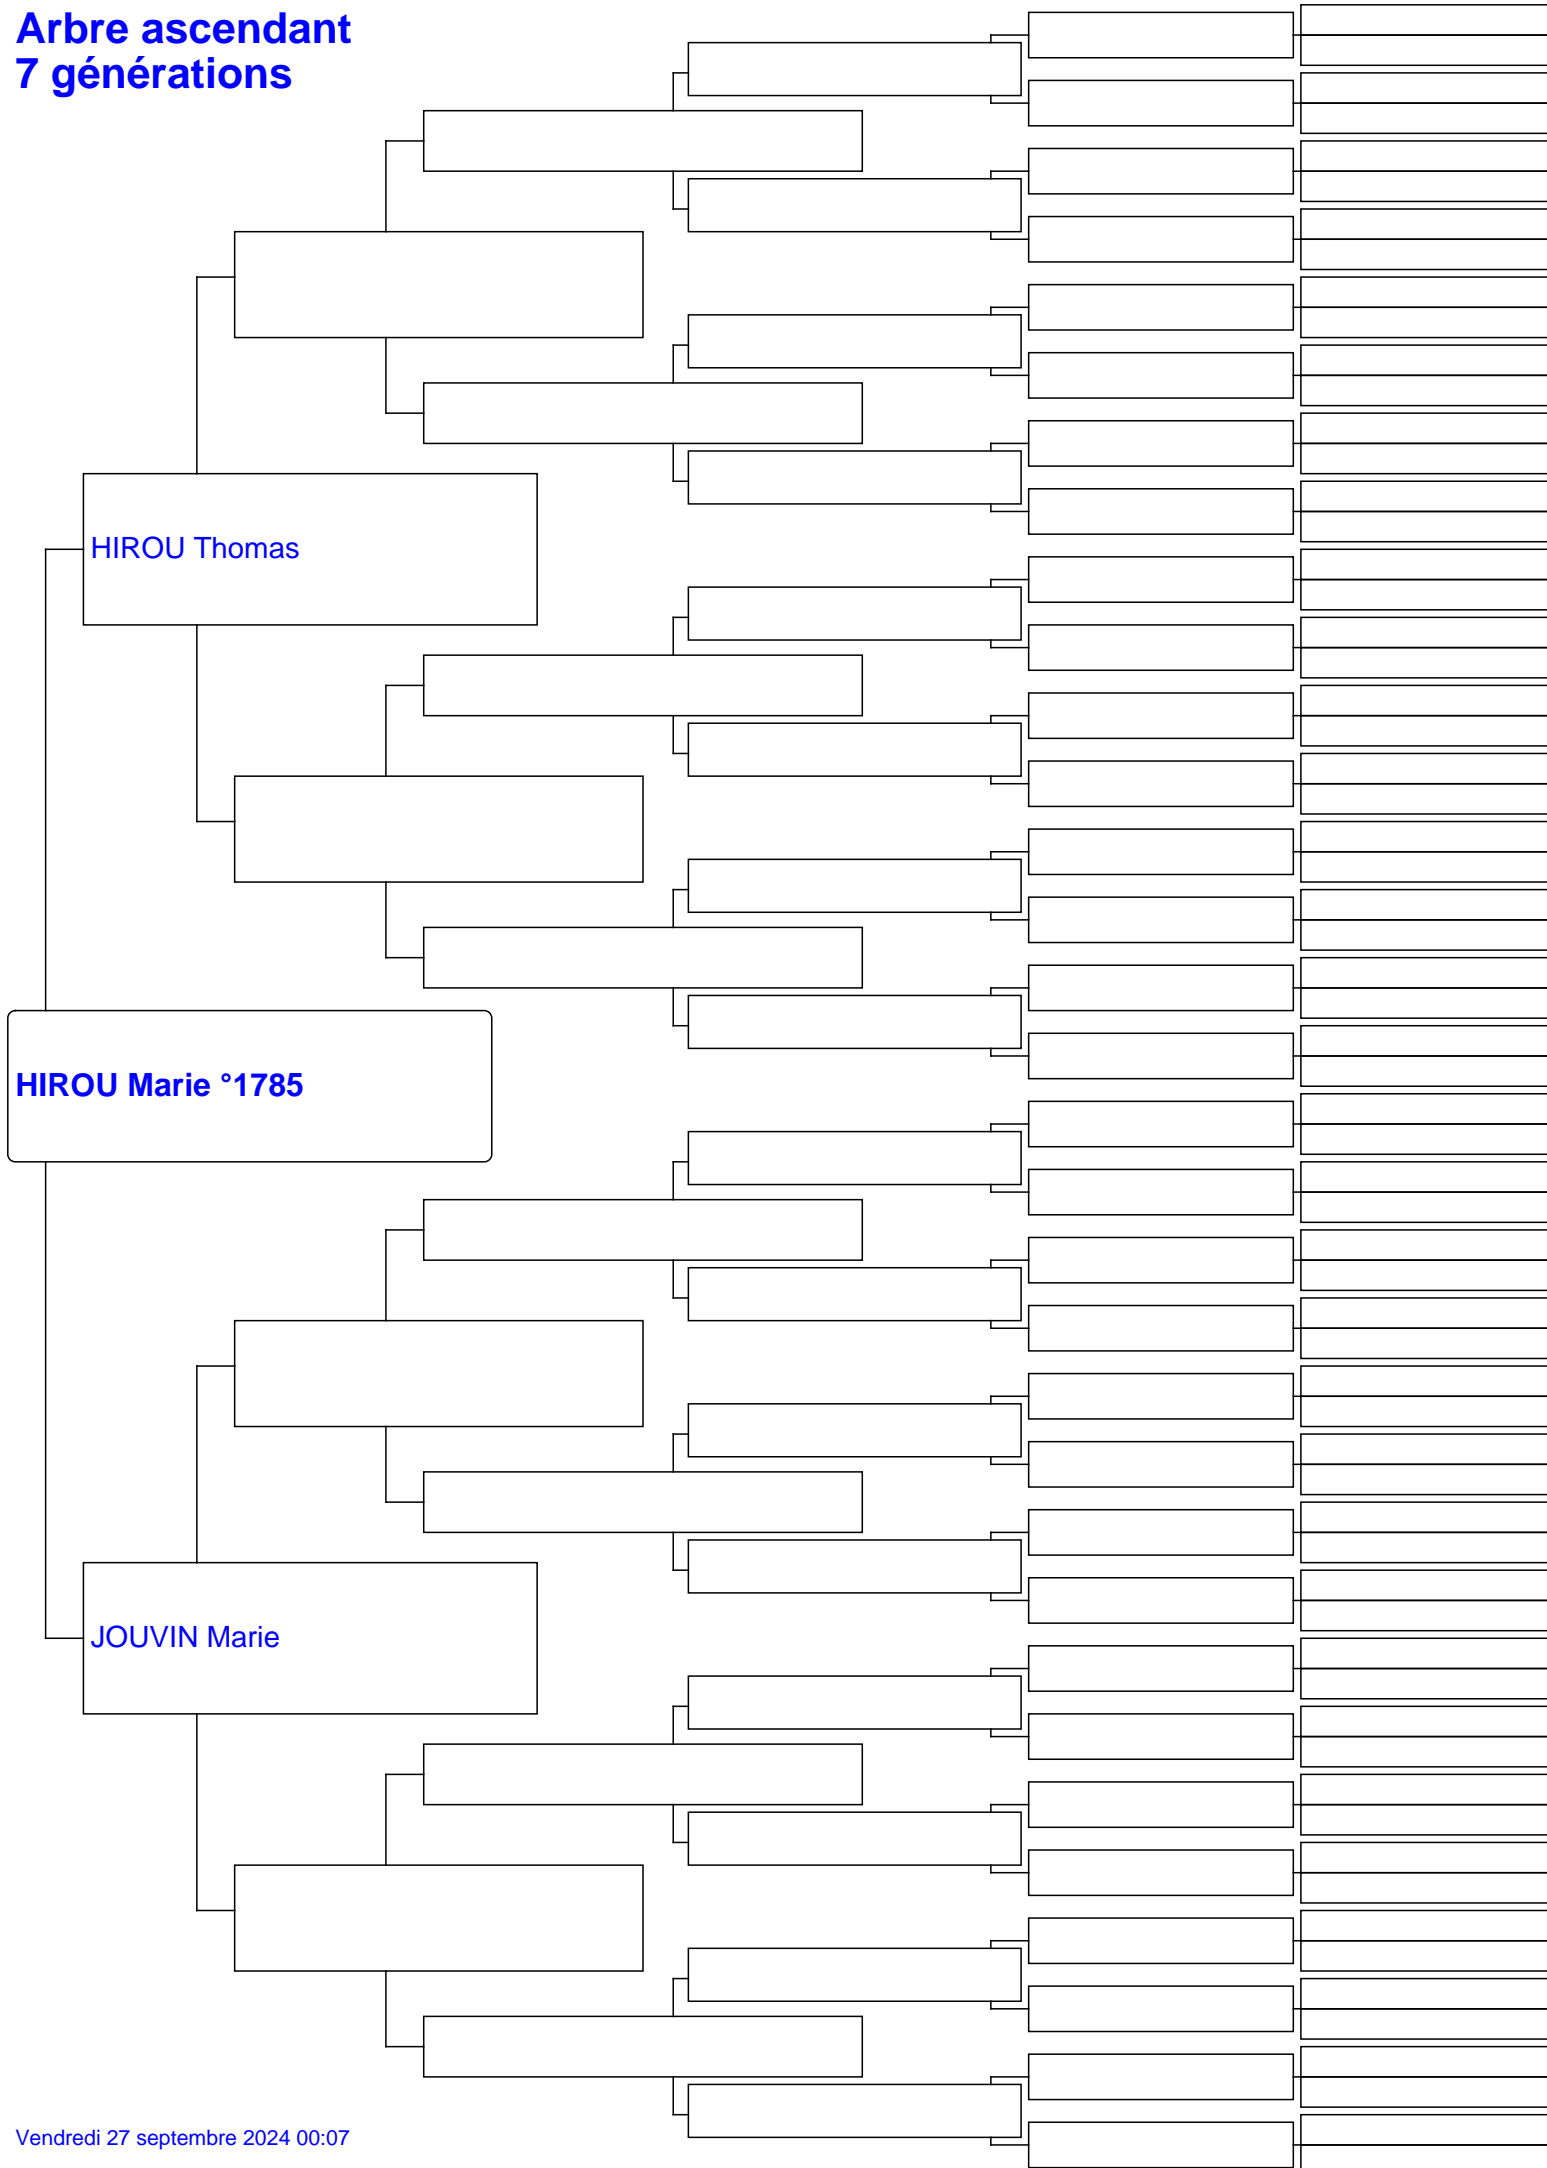 Arbre ascendant
7 générations
HIROU Thomas
HIROU Marie °1785
JOUVIN Marie
Vendredi 27 septembre 2024 00:07